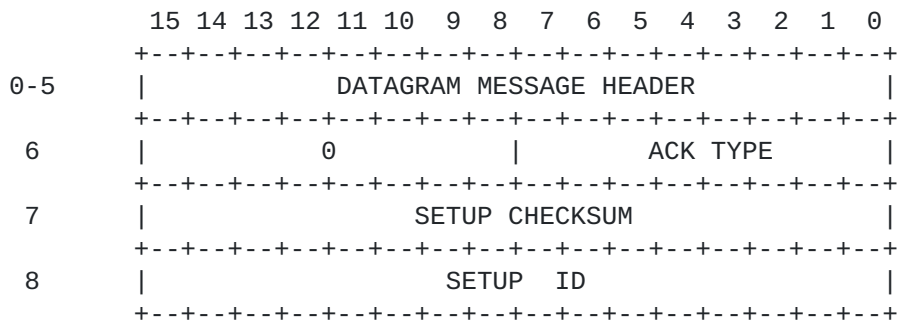 15 14 13 12 11 10 9 8 7 6 5 4 3 2 1 0
+--+--+--+--+--+--+--+--+--+--+--+--+--+--+--+--+
0-5 | DATAGRAM MESSAGE HEADER |
+--+--+--+--+--+--+--+--+--+--+--+--+--+--+--+--+
6 | 0 | ACK TYPE |
+--+--+--+--+--+--+--+--+--+--+--+--+--+--+--+--+
7 | SETUP CHECKSUM |
+--+--+--+--+--+--+--+--+--+--+--+--+--+--+--+--+
8 | SETUP ID |
+--+--+--+--+--+--+--+--+--+--+--+--+--+--+--+--+